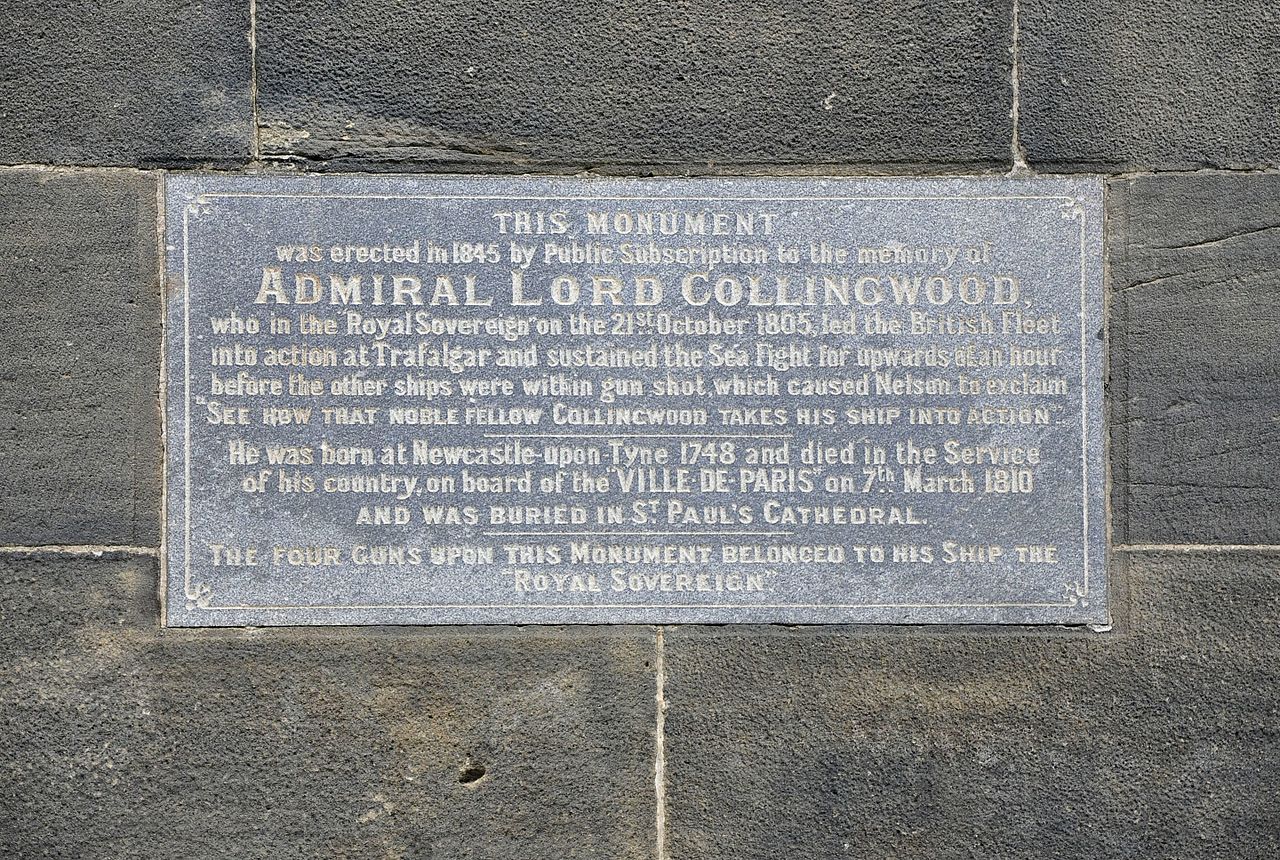 THIS MONUMENT
was erected in 1845 by Public Subscription to the memory of
ADMIRAL LORD COLLINGWOOD,
who in the "Royal Sovereign" on the 21st October 1805, led the British Fleet
into action at Trafalgar and sustained the Sea Fight for upwards of an hour
before the other ships were within gun shot, which caused Nelson to exclaim
"SEE HOW THAT NOBLE FELLOW COLLINGWOOD TAKES HIS SHIP INTO ACTION".
He was born at Newcastle-upon-Tyne 1748 and died in the Service
of his country, on board of the "VILLE-DE-PARIS" on 7th March 1810
AND WAS BURIED IN ST PAUL'S CATHEDRAL.
THE FOUR GUNS UPON THIS MONUMENT BELONGED TO HIS SHIP THE
"ROYAL SOVEREIGN"